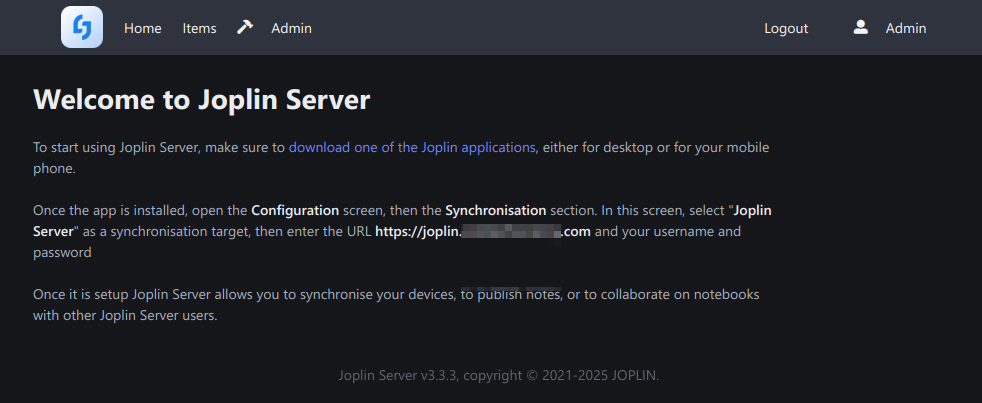 Home Items Admin Logout Admin
Welcome to Joplin Server
To start using Joplin Server, make sure to download one of the Joplin applications, either for desktop or for your mobile
phone.
Once the app is installed, open the Configuration screen, then the Synchronisation section. In this screen, select "Joplin
Server" as a synchronisation target, then enter the URL https://joplin. .com and your username and
password
Once it is setup Joplin Server allows you to synchronise your devices, to publish notes, or to collaborate on notebooks
with other Joplin Server users.
Joplin Server v3.3.3, copyright © 2021-2025 JOPLIN.